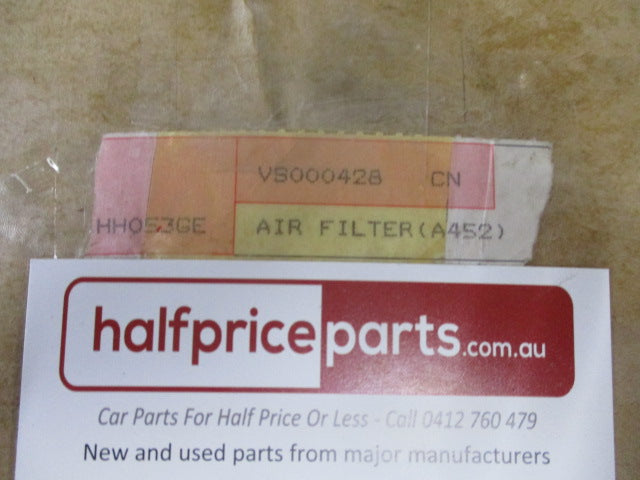 VS000428 CN
HH053GE AIR FILTER(A452)
halfpriceparts.com.au
Car Parts For Half Price Or Less - Call 0412 760 479
New and used parts from major manufacturers